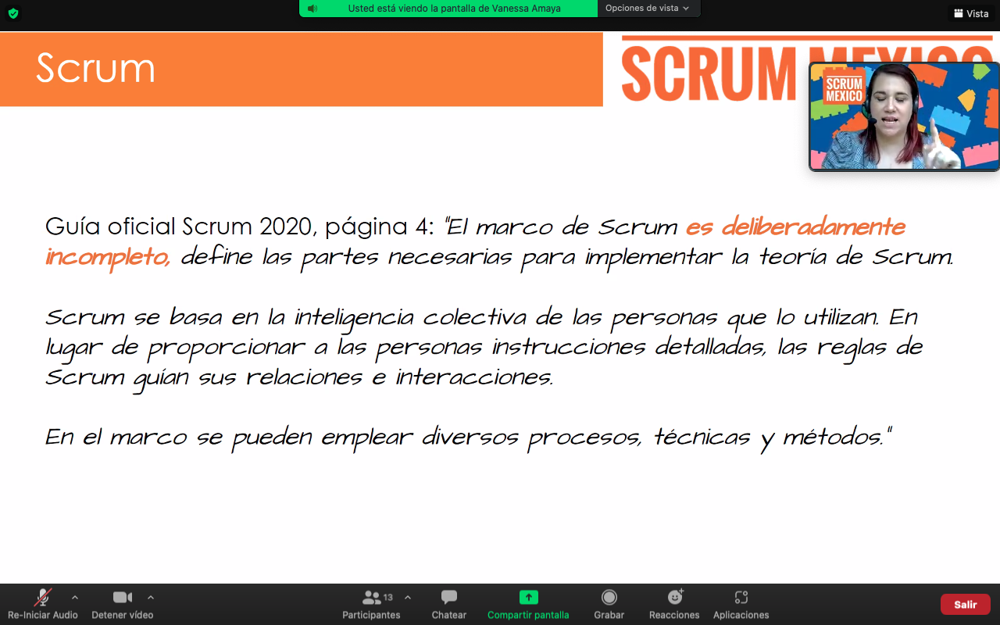 Usted está viendo la pantalla de Vanessa Amaya
Opciones de vista
Vista
Scrum
SCRUM MEXICO
SCRUM
MEXICO
Guía oficial Scrum 2020, página 4: "El marco de Scrum es deliberadamente
incompleto, define las partes necesarias para implementar la teoría de Scrum.
Scrum se basa en la inteligencia colectiva de las personas que lo utilizan. En
lugar de proporcionar a las personas instrucciones detalladas, las reglas de
Scrum guían sus relaciones e interacciones.
En el marco se pueden emplear diversos procesos, técnicas y métodos."
Re-Iniciar Audio
Detener vídeo
Participantes
13
Chatear
Compartir pantalla
Grabar
Reacciones
Aplicaciones
Salir